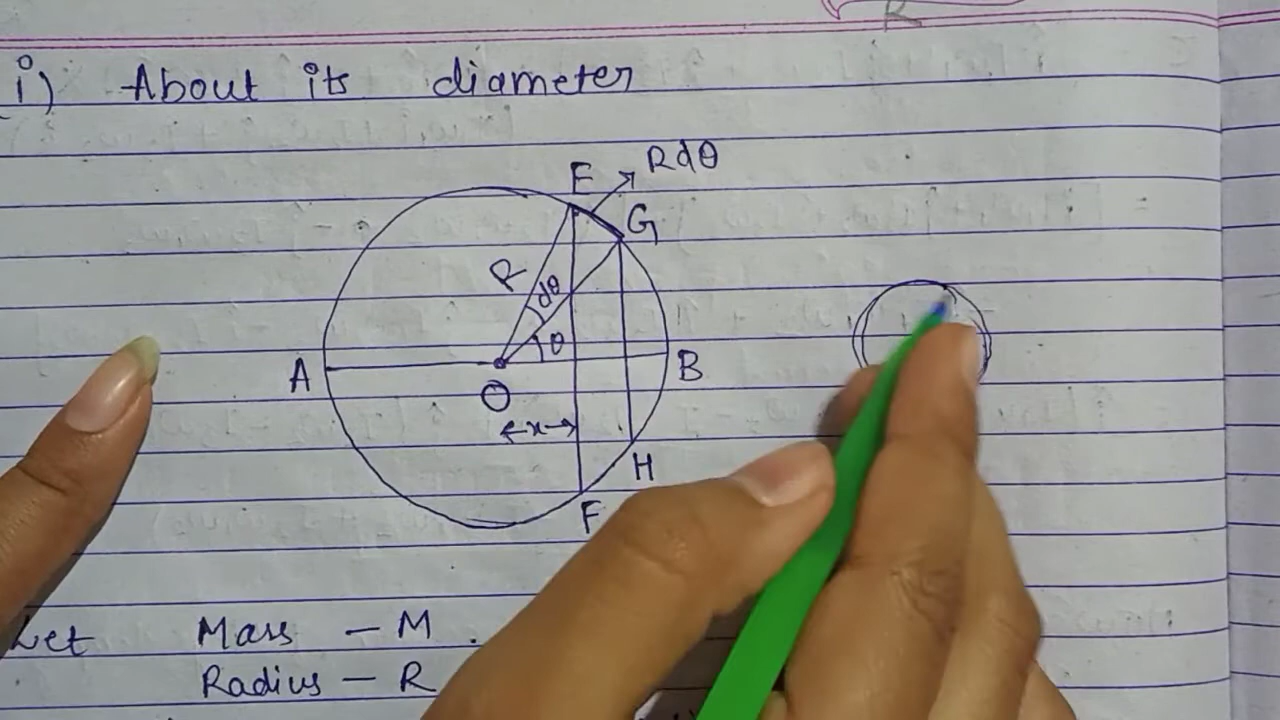 i) About its diameter
E
Rdθ
G
R
dθ
θ
A
B
O
x
H
F
Let Mass - M .
Radius - R